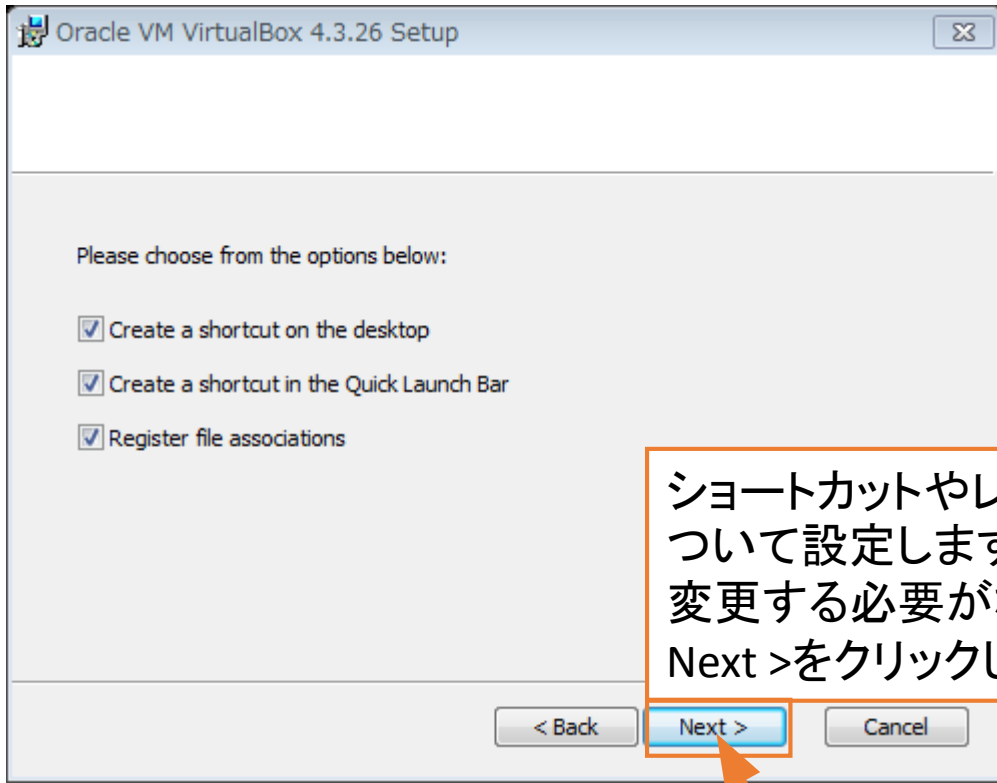 Oracle VM VirtualBox 4.3.26 Setup
Please choose from the options below:
Create a shortcut on the desktop
Create a shortcut in the Quick Launch Bar
Register file associations
ショートカットやレ
ついて設定します
変更する必要が
Next >をクリックし
< Back
Next >
Cancel